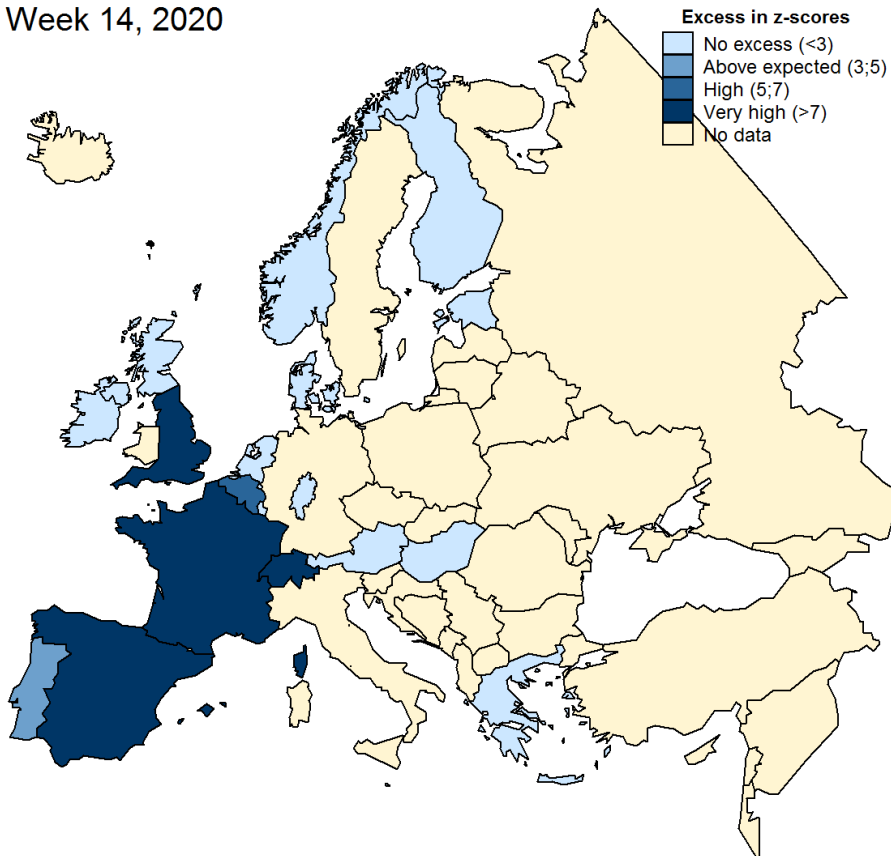 Week 14, 2020
Excess in z-scores
No excess (<3)
Above expected (3;5)
High (5;7)
Very high (>7)
No data